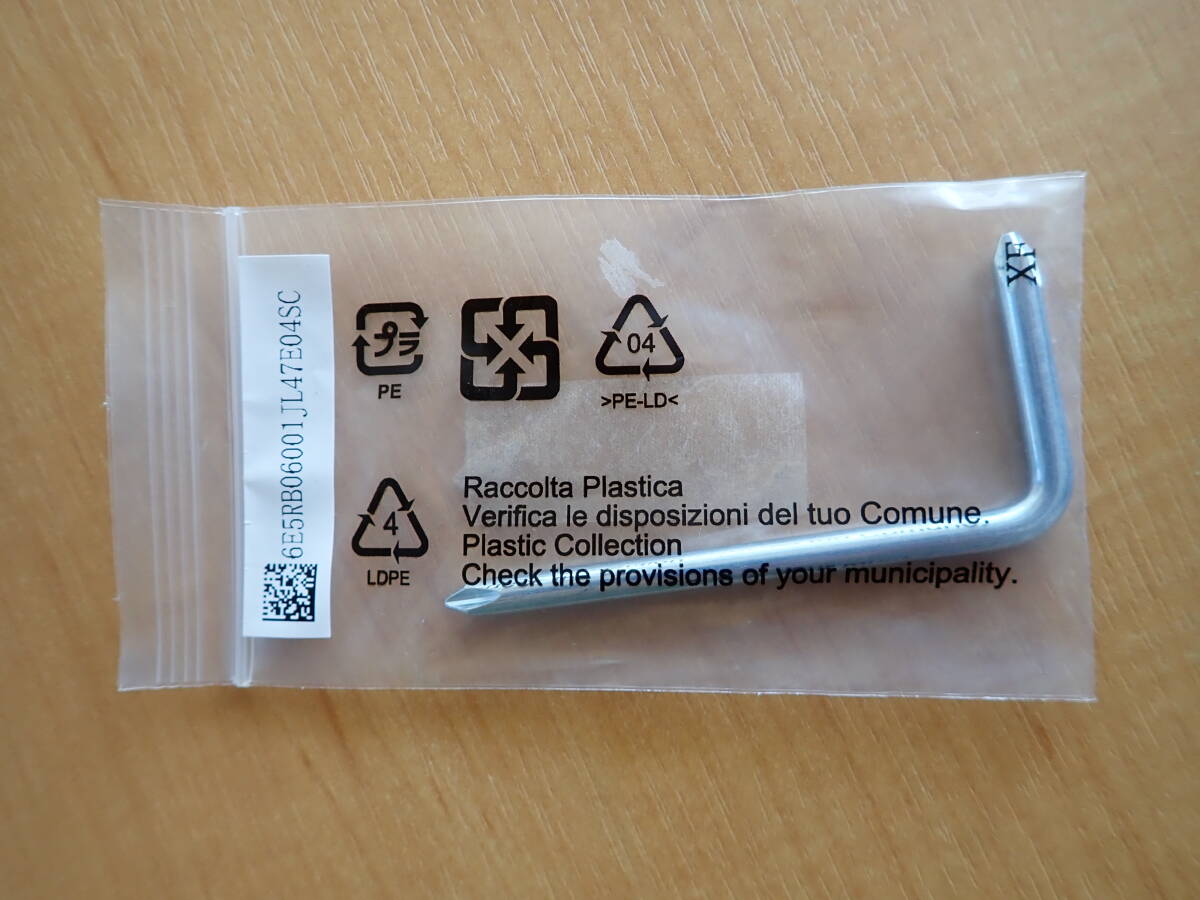 6E5RB06001JL47E04SC
プラ
PE
04
>PE-LD<
XF
4
LDPE
Raccolta Plastica
Verifica le disposizioni del tuo Comune.
Plastic Collection
Check the provisions of your municipality.